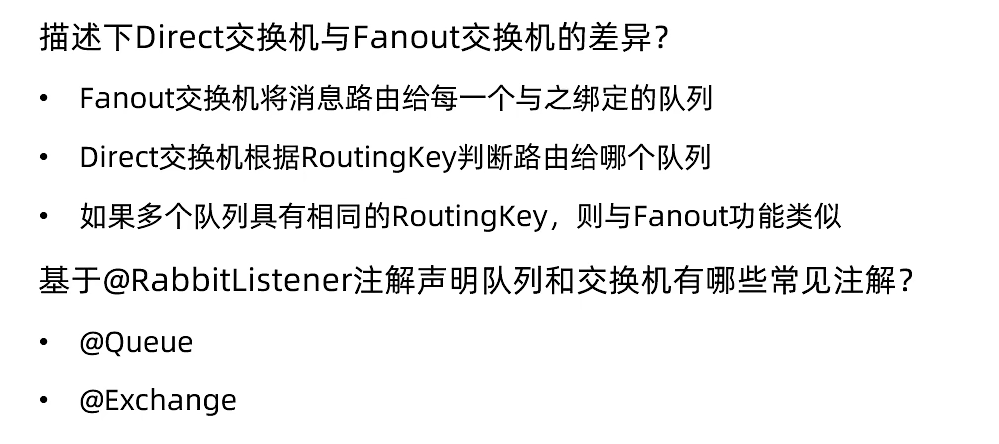 描述下Direct交换机与Fanout交换机的差异？
• Fanout交换机将消息路由给每一个与之绑定的队列
• Direct交换机根据RoutingKey判断路由给哪个队列
• 如果多个队列具有相同的RoutingKey，则与Fanout功能类似
基于@RabbitListener注解声明队列和交换机有哪些常见注解？
• @Queue
• @Exchange